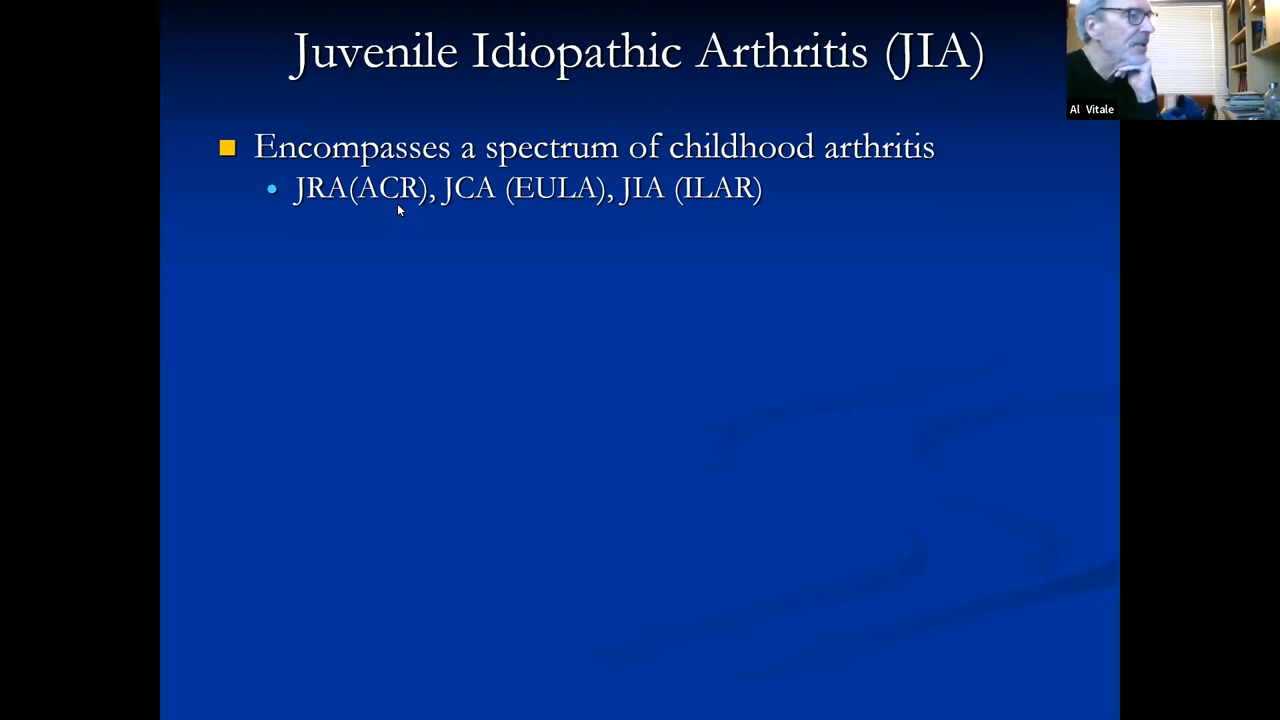 Juvenile Idiopathic Arthritis (JIA)
Al Vitale
Encompasses a spectrum of childhood arthritis
JRA(ACR), JCA (EULA), JIA (ILAR)